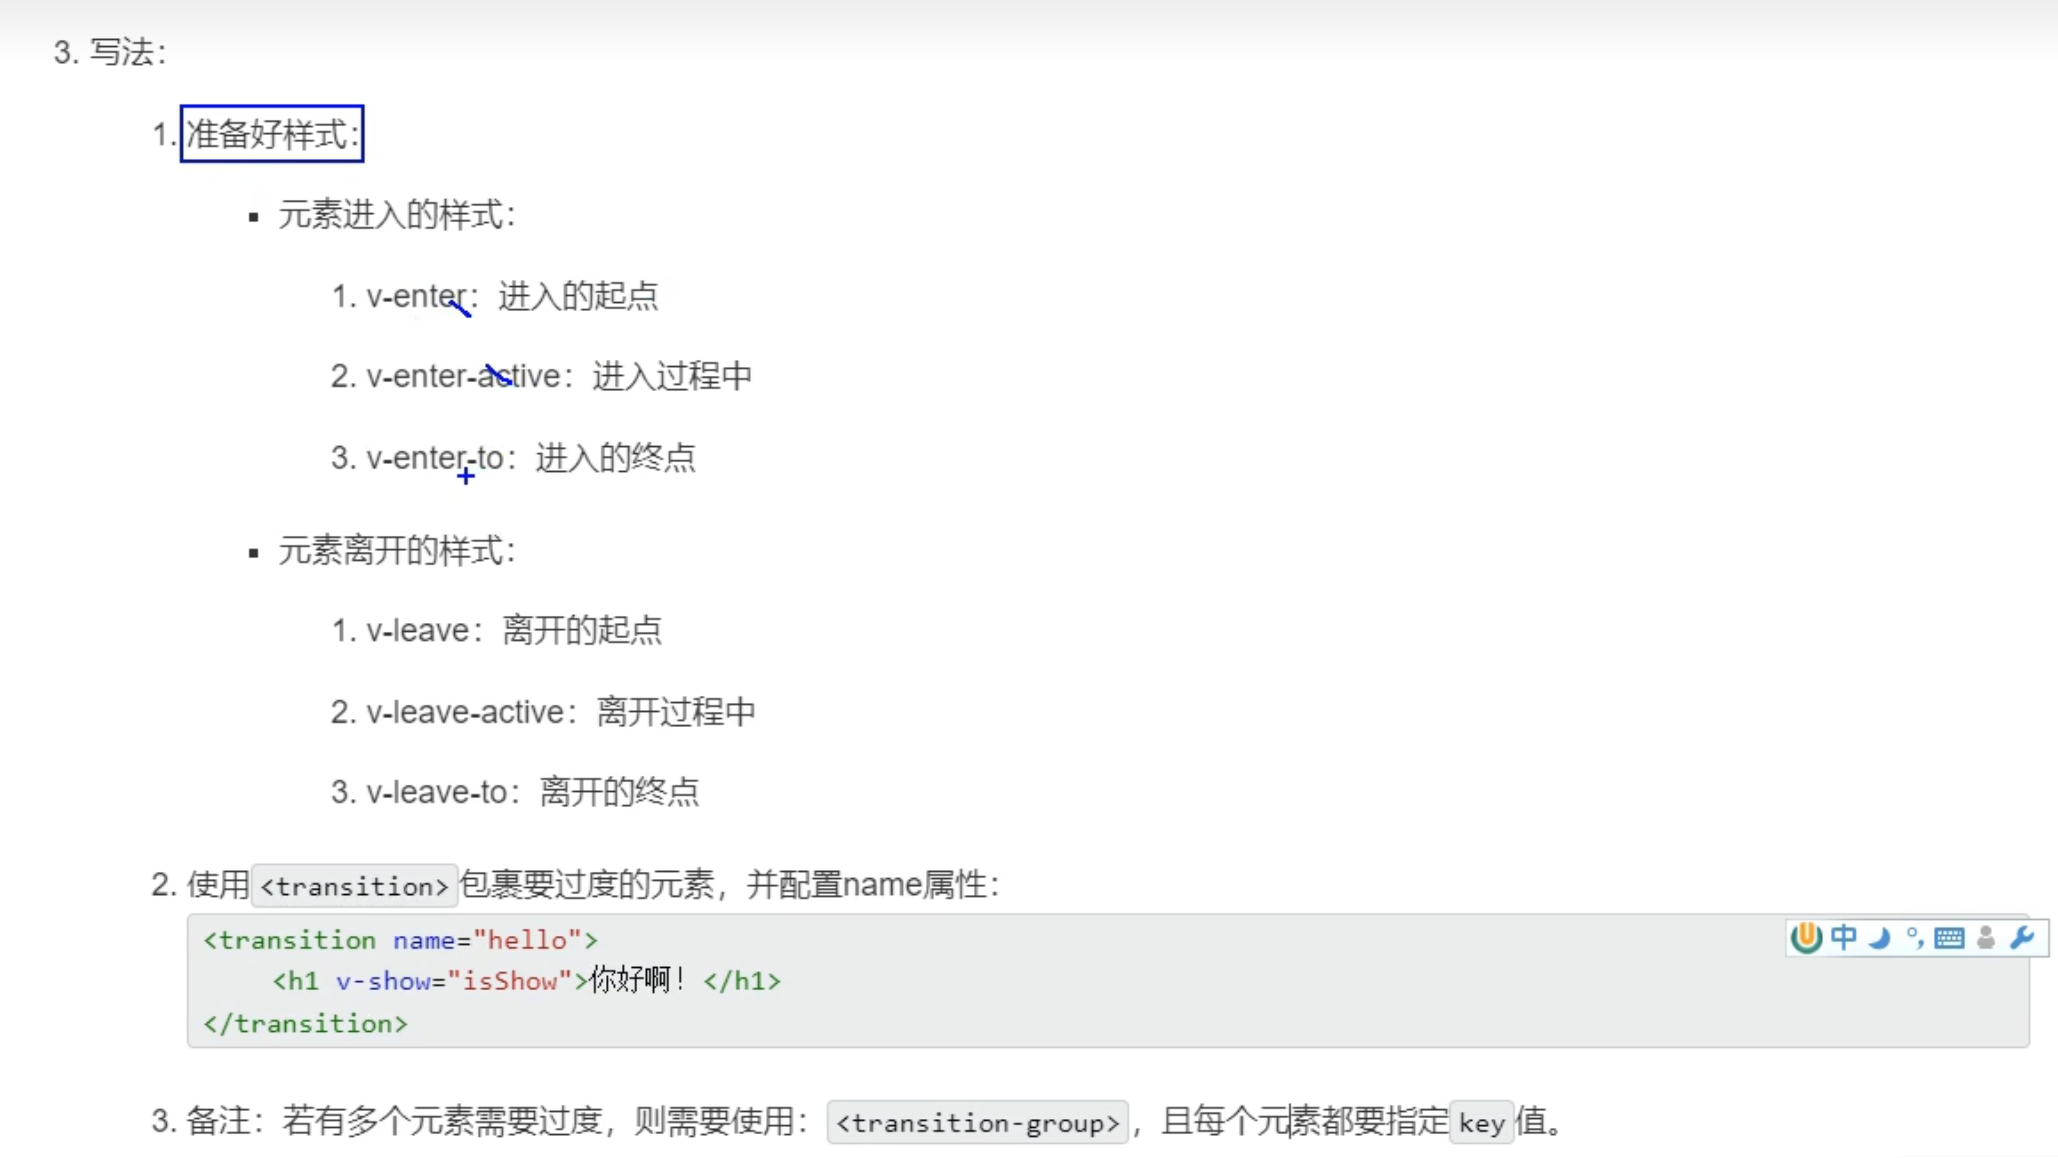 3. 写法：
1. 准备好样式：
▪ 元素进入的样式：
1. v-enter：进入的起点
2. v-enter-active：进入过程中
3. v-enter-to：进入的终点
▪ 元素离开的样式：
1. v-leave：离开的起点
2. v-leave-active：离开过程中
3. v-leave-to：离开的终点
2. 使用<transition>包裹要过度的元素，并配置name属性：
<transition name="hello">
<h1 v-show="isShow">你好啊！</h1>
</transition>
中
3. 备注：若有多个元素需要过度，则需要使用：<transition-group>，且每个元素都要指定key值。